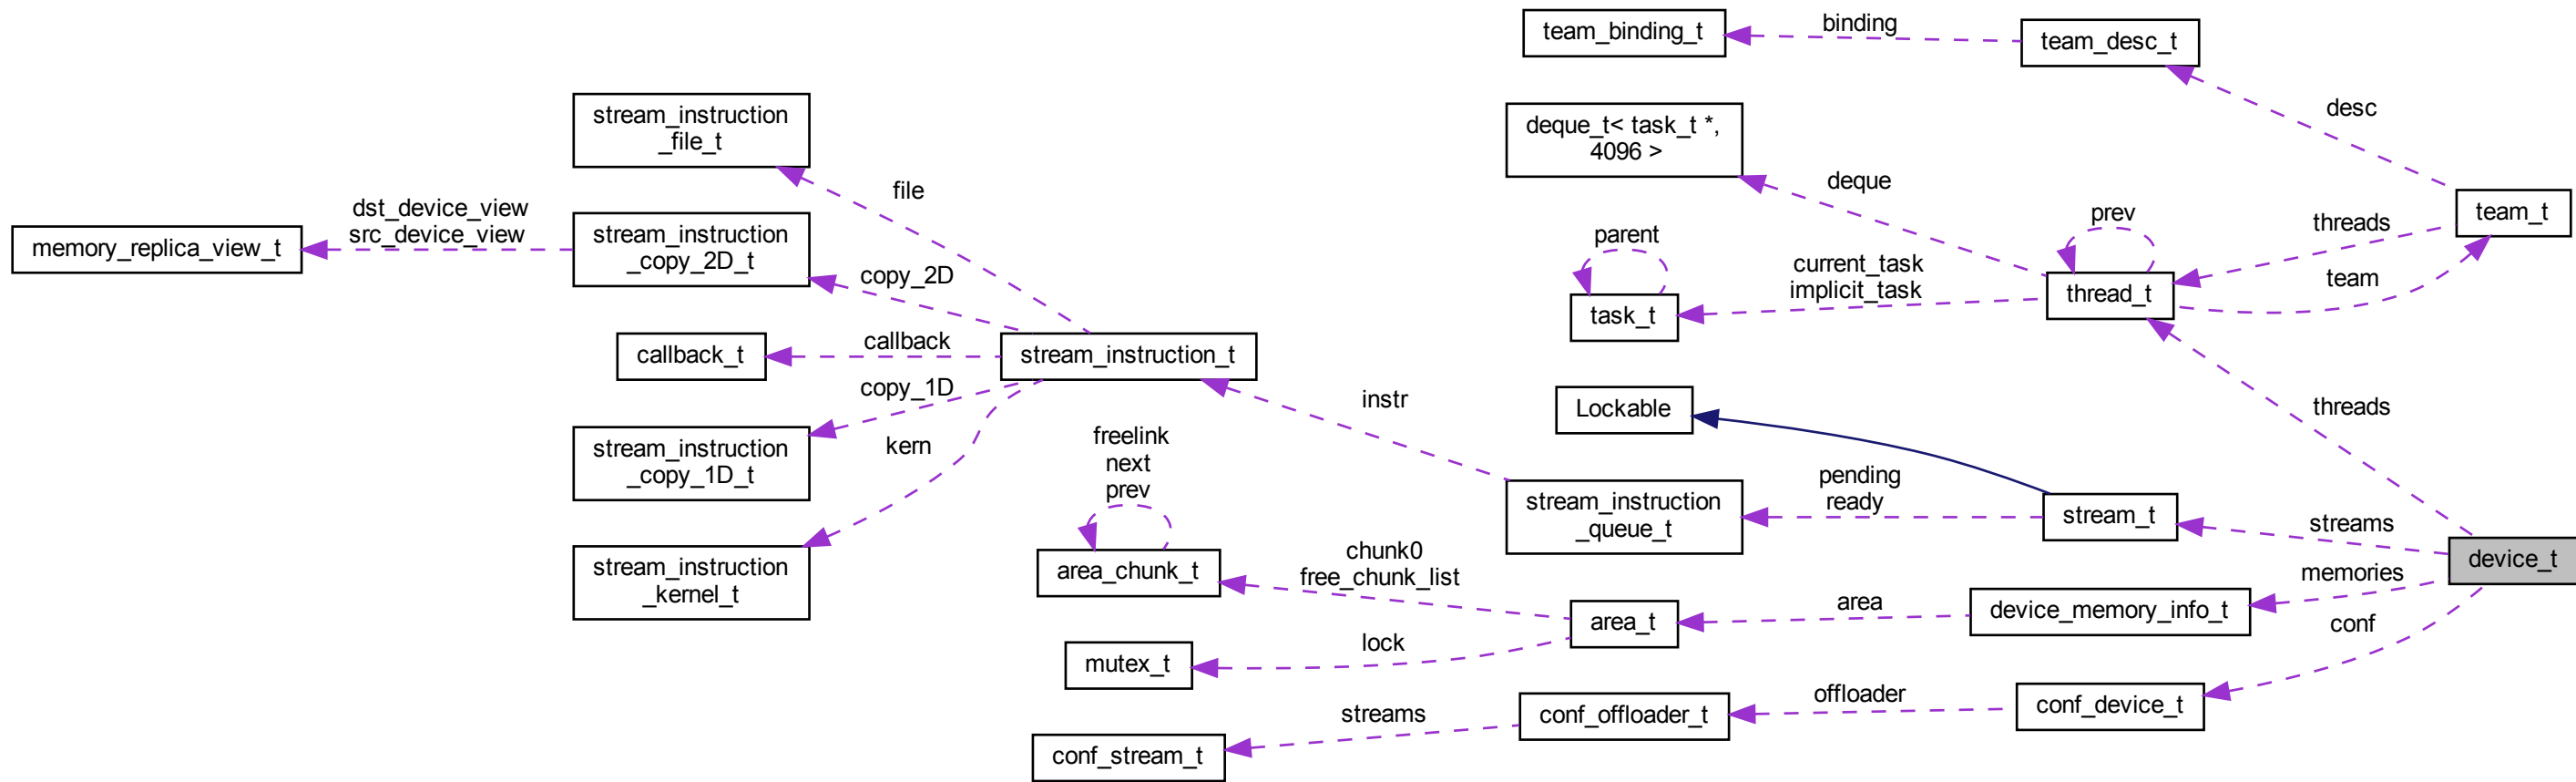 team_binding_t
binding
team_desc_t
desc
stream_instruction
_file_t
deque_t< task_t *,
4096 >
deque
file
prev
threads
team_t
team
dst_device_view
src_device_view
memory_replica_view_t
stream_instruction
_copy_2D_t
copy_2D
parent
current_task
implicit_task
task_t
thread_t
callback_t
callback
stream_instruction_t
copy_1D
stream_instruction
_copy_1D_t
kern
instr
Lockable
threads
freelink
next
prev
stream_instruction
_queue_t
pending
ready
stream_t
streams
device_t
stream_instruction
_kernel_t
area_chunk_t
chunk0
free_chunk_list
memories
area_t
area
device_memory_info_t
conf
mutex_t
lock
conf_stream_t
streams
conf_offloader_t
offloader
conf_device_t